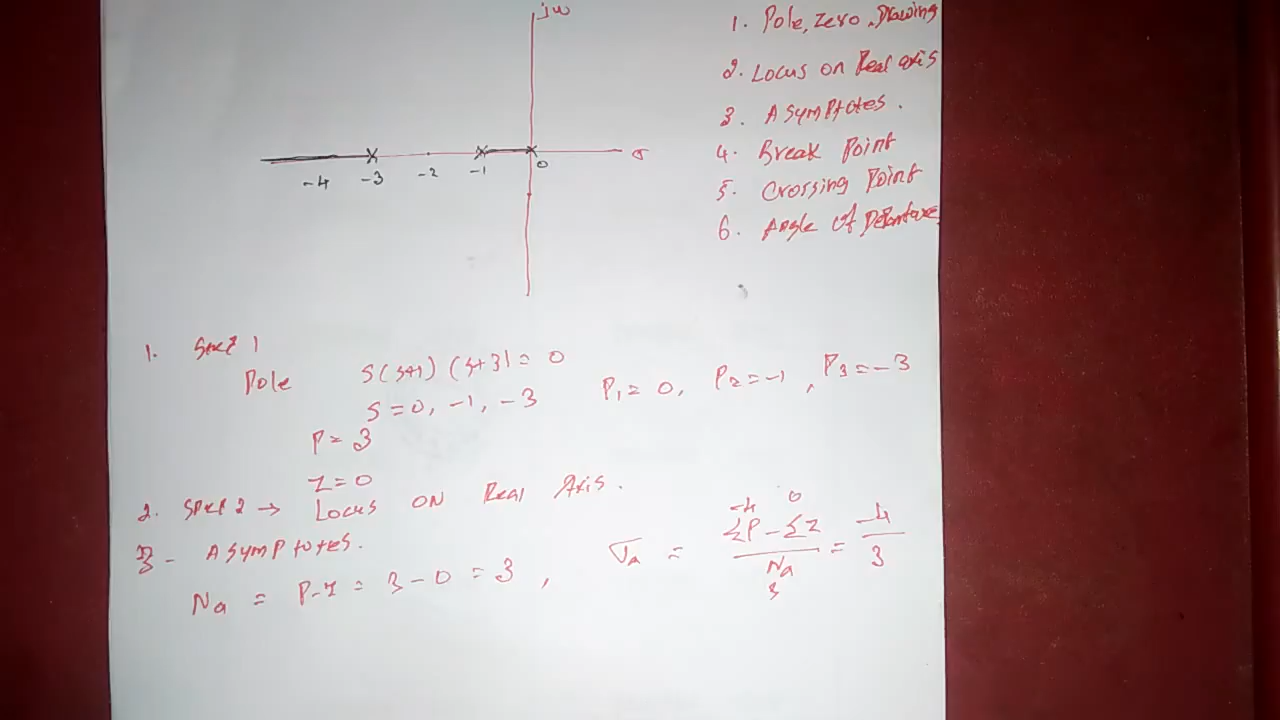 jω
1. Pole, Zero, Drawing
2. Locus on Real axis
3. Asymptotes.
4. Break Point
5. Crossing Point
6. Angle of Departure
-4 -3 -2 -1 0 σ
1. Step 1
Pole S(S+1) (S+3) = 0
S = 0, -1, -3 P₁ = 0, P₂ = -1, P₃ = -3
P = 3
Z = 0
2. Step 2 → Locus ON Real Axis.
3 - Asymptotes.
-4 0
σa = ΣP - ΣZ / Na = -4 / 3
3
Na = P-Z = 3 - 0 = 3,